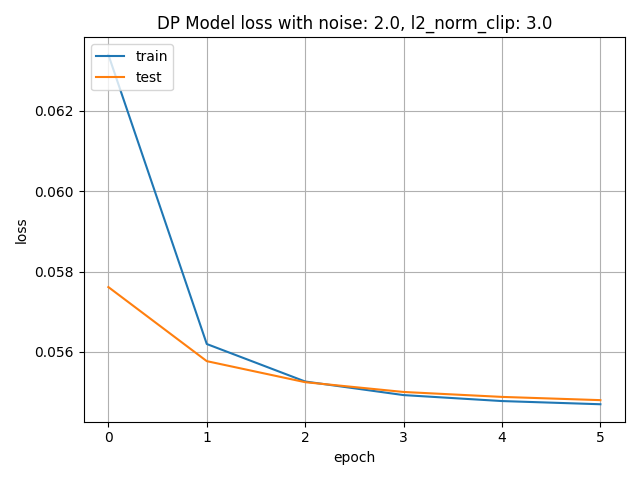 DP Model loss with noise: 2.0, l2_norm_clip: 3.0
train
test
0.062
0.060
0.058
0.056
loss
0 1 2 3 4 5
epoch